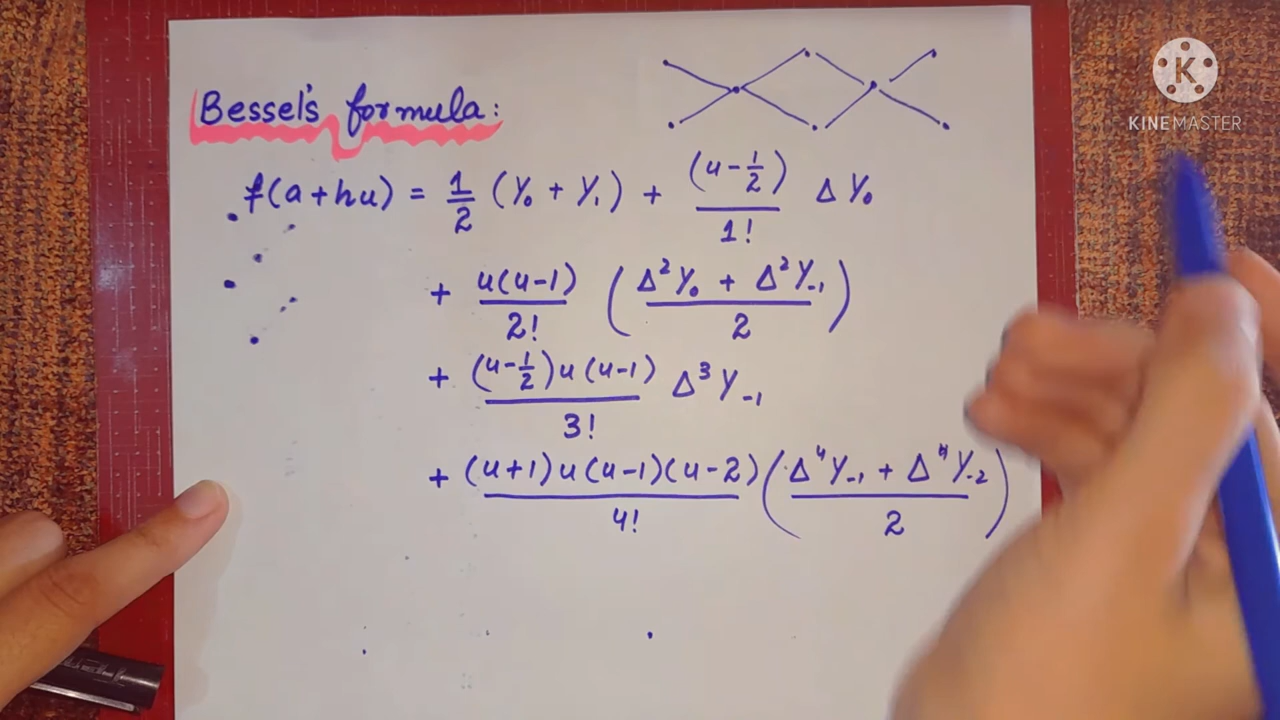 KINEMASTER
Bessel's formula:
f(a+hu) = 1/2 (Y₀ + Y₁) + (u-1/2)/1! Δ Y₀
+ u(u-1)/2! ((Δ²Y₀ + Δ²Y₋₁)/2)
+ (u-1/2)u(u-1)/3! Δ³Y₋₁
+ (u+1)u(u-1)(u-2)/4! ((Δ⁴Y₋₁ + Δ⁴Y₋₂)/2)